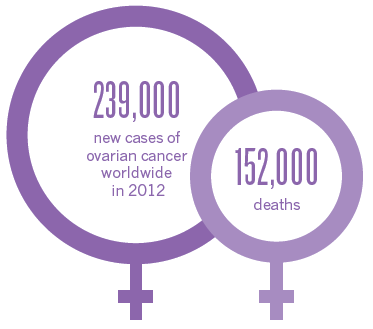 239,000
new cases of
ovarian cancer
worldwide
in 2012
152,000
deaths